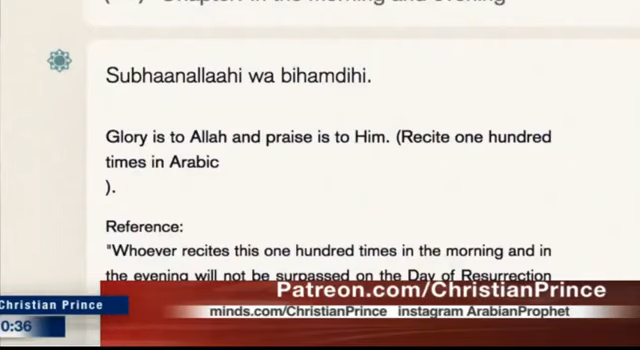 Subhaanallaahi wa bihamdihi.
Glory is to Allah and praise is to Him. (Recite one hundred
times in Arabic
).
Reference:
"Whoever recites this one hundred times in the morning and in
the evening will not be surpassed on the Day of Resurrection
Patreon.com/ChristianPrince
Christian Prince
minds.com/ChristianPrince instagram ArabianProphet
0:36